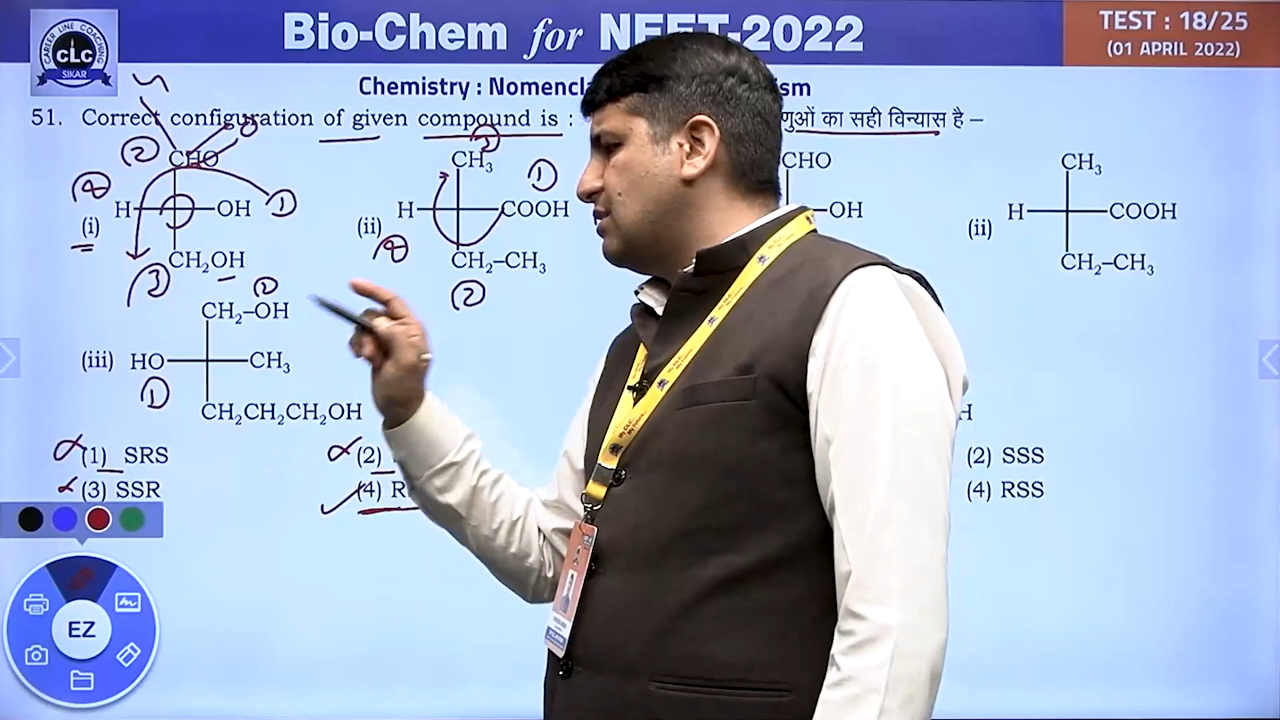 CAREER LINE COACHING
CLC
SIKAR
Bio-Chem for NEET-2022
TEST : 18/25
(01 APRIL 2022)
Chemistry : Nomencla
ism
51. Correct configuration of given compound is :
णुओं का सही विन्यास है –
(i) CHO
H OH
CH₂OH
(ii) CH₃
H COOH
CH₂–CH₃
CHO
OH
(ii) CH₃
H COOH
CH₂–CH₃
(iii) CH₂–OH
HO CH₃
CH₂CH₂CH₂OH
H
(1) SRS
(2)
(2) SSS
(3) SSR
(4) R
(4) RSS
EZ